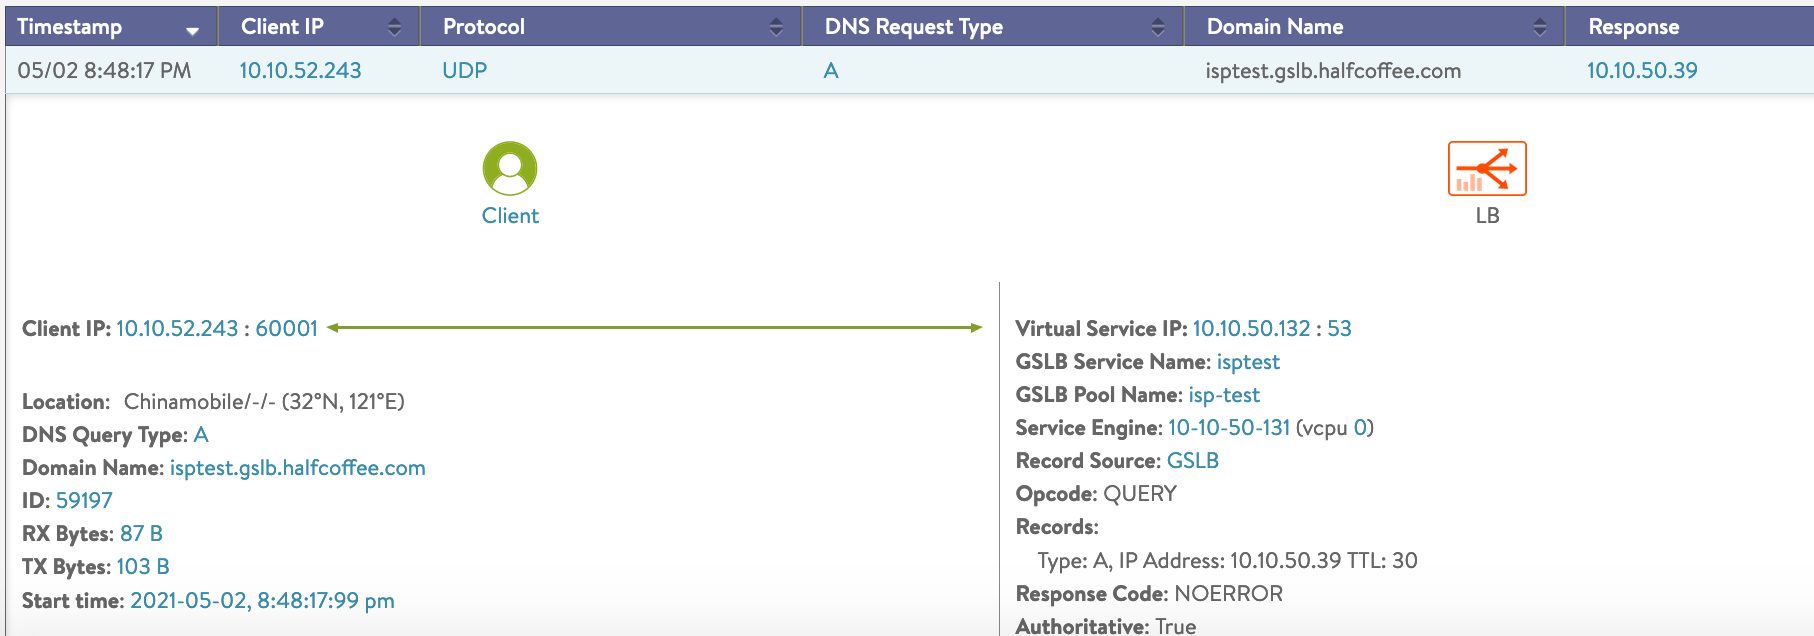 Timestamp Client IP Protocol DNS Request Type Domain Name Response
05/02 8:48:17 PM 10.10.52.243 UDP A isptest.gslb.halfcoffee.com 10.10.50.39
Client
LB
Client IP: 10.10.52.243 : 60001
Location: Chinamobile/-/- (32°N, 121°E)
DNS Query Type: A
Domain Name: isptest.gslb.halfcoffee.com
ID: 59197
RX Bytes: 87 B
TX Bytes: 103 B
Start time: 2021-05-02, 8:48:17:99 pm
Virtual Service IP: 10.10.50.132 : 53
GSLB Service Name: isptest
GSLB Pool Name: isp-test
Service Engine: 10-10-50-131 (vcpu 0)
Record Source: GSLB
Opcode: QUERY
Records:
Type: A, IP Address: 10.10.50.39 TTL: 30
Response Code: NOERROR
Authoritative: True